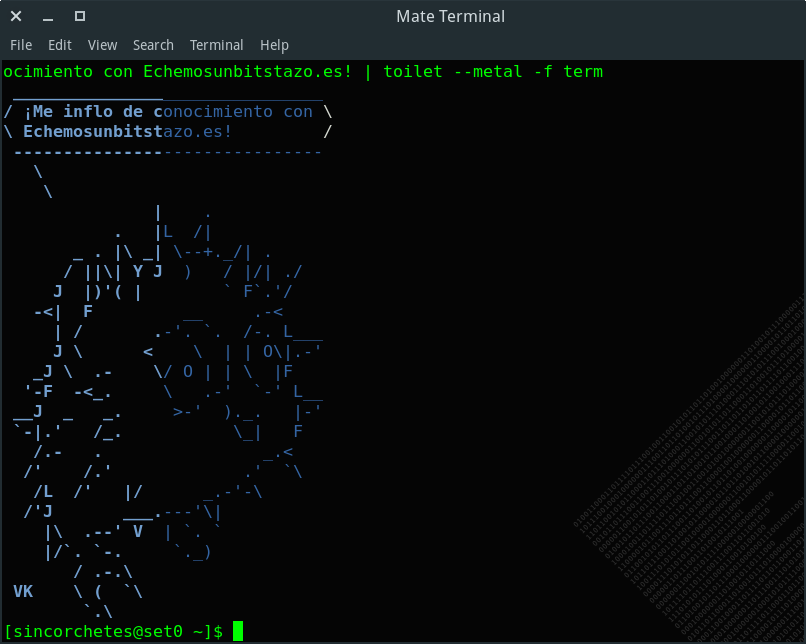 Mate Terminal
File Edit View Search Terminal Help
ocimiento con Echemosunbitstazo.es! | toilet --metal -f term
/ ¡Me inflo de conocimiento con \
\ Echemosunbitstazo.es! /
VK
[sincorchetes@set0 ~]$